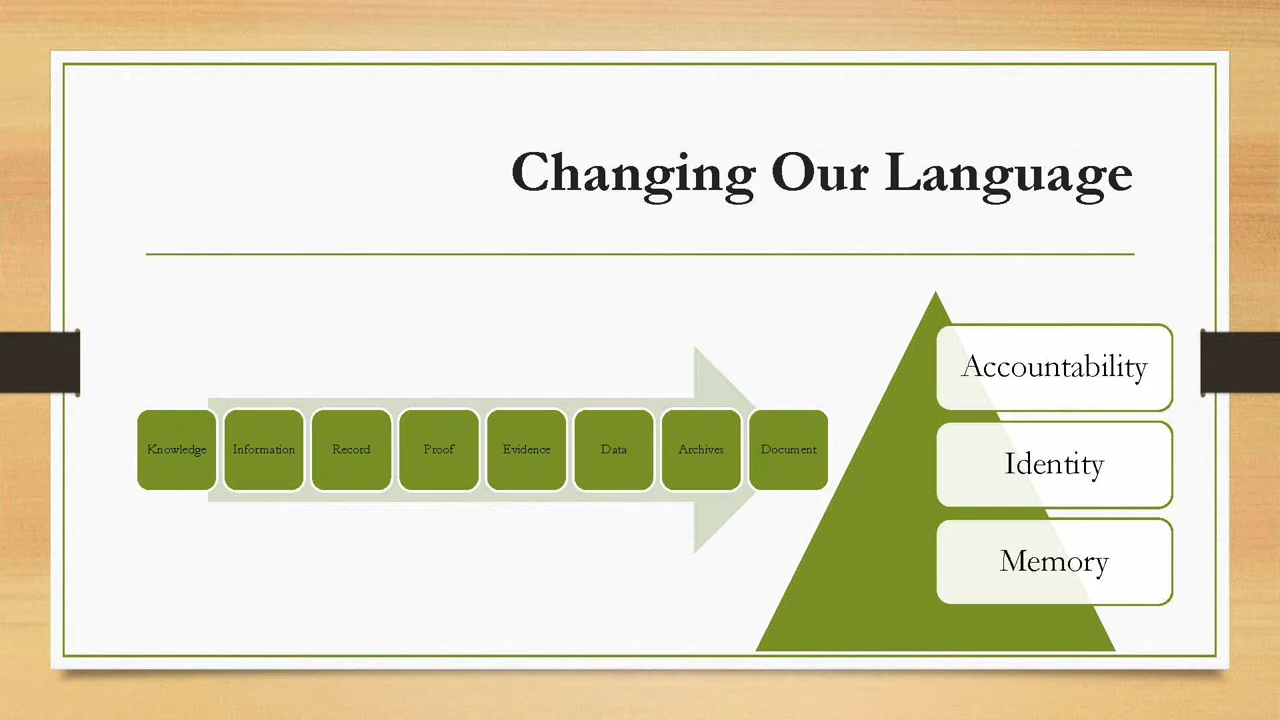 Changing Our Language
Knowledge
Information
Record
Proof
Evidence
Data
Archives
Document
Accountability
Identity
Memory